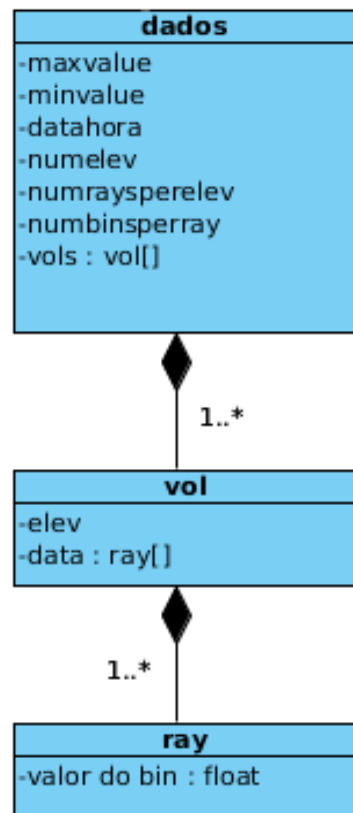 dados
-maxvalue
-minvalue
-datahora
-numelev
-numraysperelev
-numbinsperray
-vols : vol[]
1..*
vol
-elev
-data : ray[]
1..*
ray
-valor do bin : float